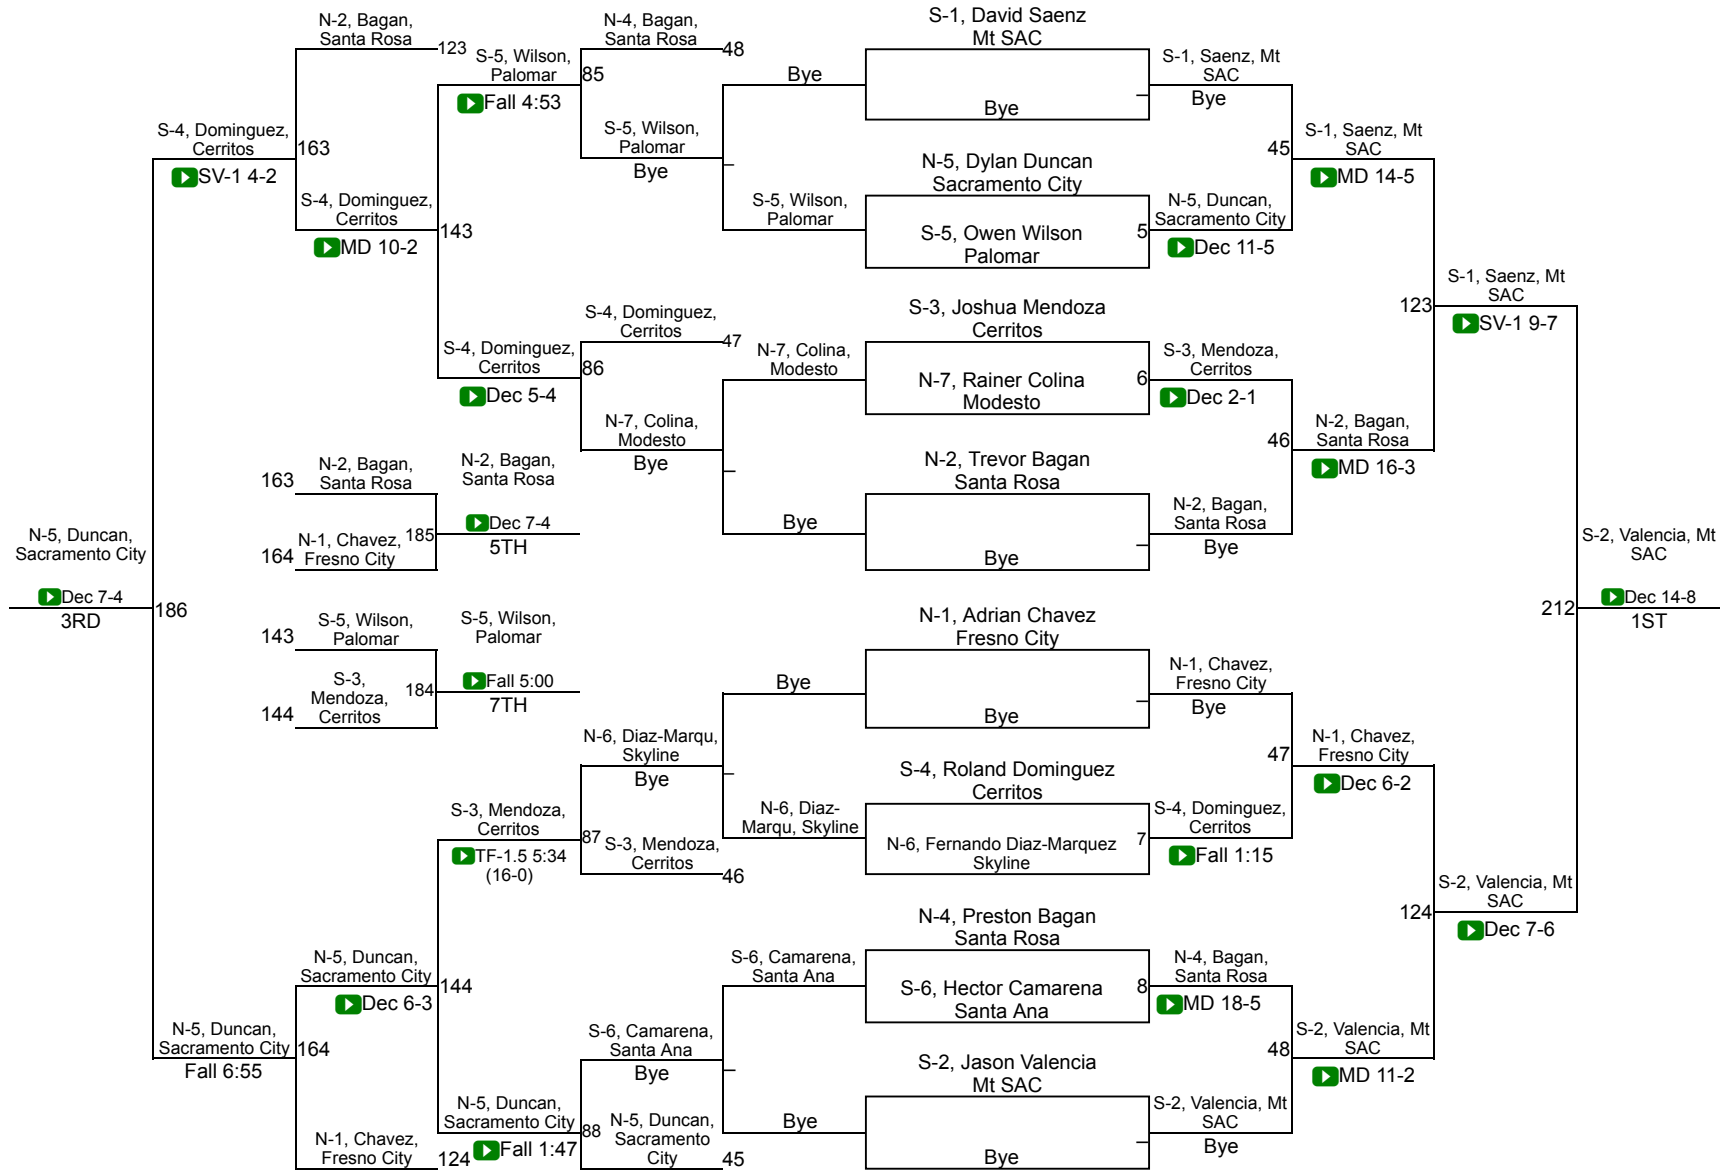 S-1, David Saenz
Mt SAC
Bye
N-5, Dylan Duncan
Sacramento City
S-5, Owen Wilson
Palomar
5
S-3, Joshua Mendoza
Cerritos
N-7, Rainer Colina
Modesto
6
N-2, Trevor Bagan
Santa Rosa
Bye
N-1, Adrian Chavez
Fresno City
Bye
S-4, Roland Dominguez
Cerritos
N-6, Fernando Diaz-Marquez
Skyline
7
N-4, Preston Bagan
Santa Rosa
S-6, Hector Camarena
Santa Ana
8
S-2, Jason Valencia
Mt SAC
Bye
S-1, Saenz, Mt
SAC
Bye
45
N-5, Duncan,
Sacramento City
Dec 11-5
S-3, Mendoza,
Cerritos
Dec 2-1
46
N-2, Bagan,
Santa Rosa
Bye
N-1, Chavez,
Fresno City
Bye
47
S-4, Dominguez,
Cerritos
Fall 1:15
N-4, Bagan,
Santa Rosa
MD 18-5
48
S-2, Valencia, Mt
SAC
Bye
S-1, Saenz, Mt
SAC
MD 14-5
123
N-2, Bagan,
Santa Rosa
MD 16-3
N-1, Chavez,
Fresno City
Dec 6-2
124
S-2, Valencia, Mt
SAC
MD 11-2
S-1, Saenz, Mt
SAC
SV-1 9-7
212
S-2, Valencia, Mt
SAC
Dec 7-6
S-2, Valencia, Mt
SAC
Dec 14-8
1ST
Bye
S-5, Wilson,
Palomar
N-7, Colina,
Modesto
Bye
Bye
N-6, Diaz-
Marqu, Skyline
S-6, Camarena,
Santa Ana
Bye
N-4, Bagan,
Santa Rosa
48
85
S-5, Wilson,
Palomar
Bye
S-4, Dominguez,
Cerritos
47
86
N-7, Colina,
Modesto
Bye
N-6, Diaz-Marqu,
Skyline
Bye
87
S-3, Mendoza,
Cerritos
46
S-6, Camarena,
Santa Ana
Bye
88
N-5, Duncan,
Sacramento
City
45
S-5, Wilson,
Palomar
Fall 4:53
143
S-4, Dominguez,
Cerritos
Dec 5-4
S-3, Mendoza,
Cerritos
TF-1.5 5:34
(16-0)
144
N-5, Duncan,
Sacramento City
Fall 1:47
N-2, Bagan,
Santa Rosa
123
163
S-4, Dominguez,
Cerritos
MD 10-2
N-5, Duncan,
Sacramento City
Dec 6-3
164
N-1, Chavez,
Fresno City
124
S-4, Dominguez,
Cerritos
SV-1 4-2
186
N-5, Duncan,
Sacramento City
Fall 6:55
N-5, Duncan,
Sacramento City
Dec 7-4
3RD
163
N-2, Bagan,
Santa Rosa
164
N-1, Chavez,
Fresno City
185
N-2, Bagan,
Santa Rosa
Dec 7-4
5TH
143
S-5, Wilson,
Palomar
144
S-3,
Mendoza,
Cerritos
184
S-5, Wilson,
Palomar
Fall 5:00
7TH